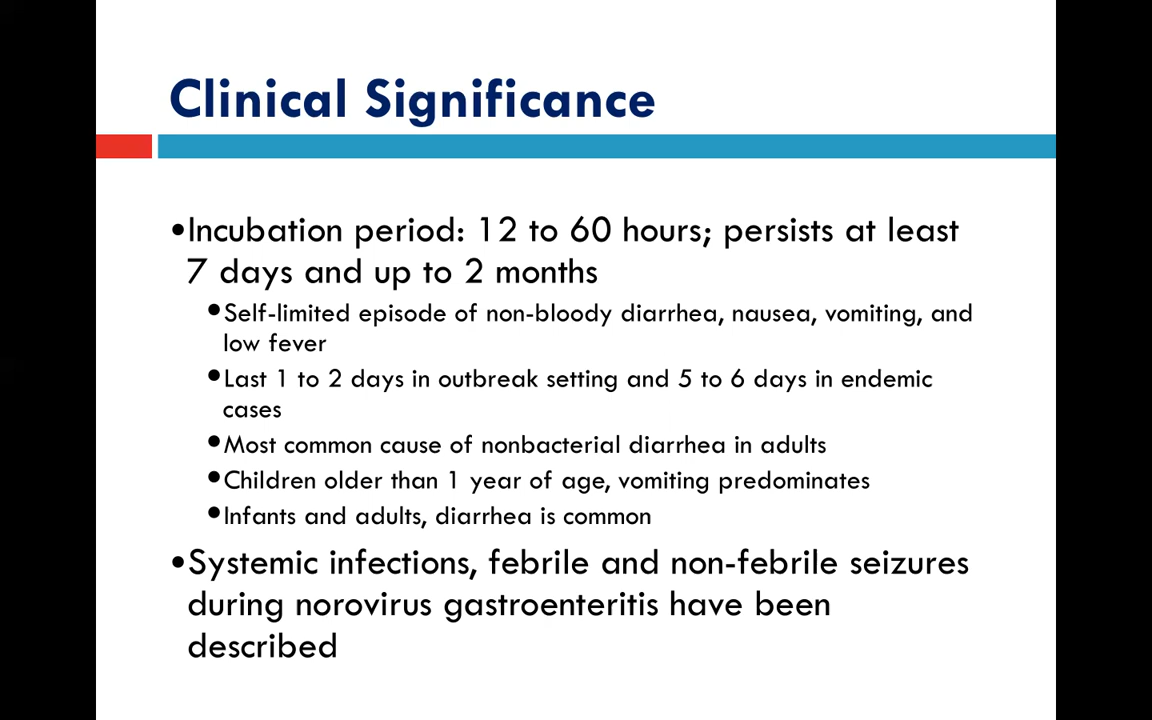 Clinical Significance
•Incubation period: 12 to 60 hours; persists at least
7 days and up to 2 months
•Self-limited episode of non-bloody diarrhea, nausea, vomiting, and
low fever
•Last 1 to 2 days in outbreak setting and 5 to 6 days in endemic
cases
•Most common cause of nonbacterial diarrhea in adults
•Children older than 1 year of age, vomiting predominates
•Infants and adults, diarrhea is common
•Systemic infections, febrile and non-febrile seizures
during norovirus gastroenteritis have been
described